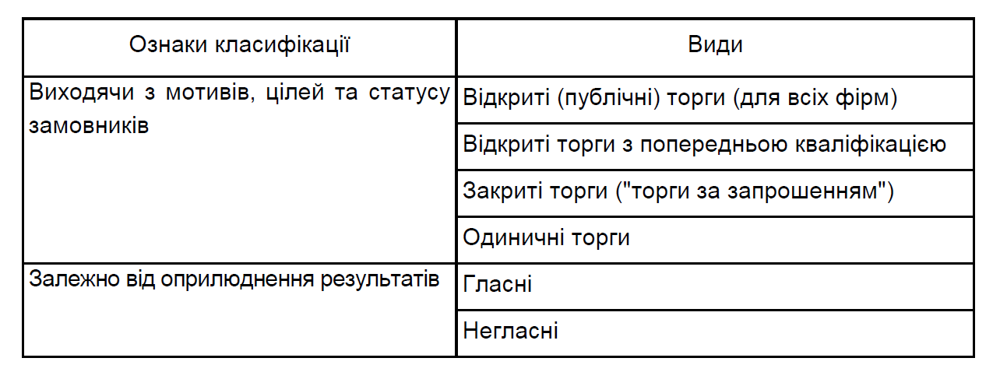 Ознаки класифікації
Види
Виходячи з мотивів, цілей та статусу
замовників
Відкриті (публічні) торги (для всіх фірм)
Відкриті торги з попередньою кваліфікацією
Закриті торги ("торги за запрошенням")
Одиничні торги
Залежно від оприлюднення результатів
Гласні
Негласні